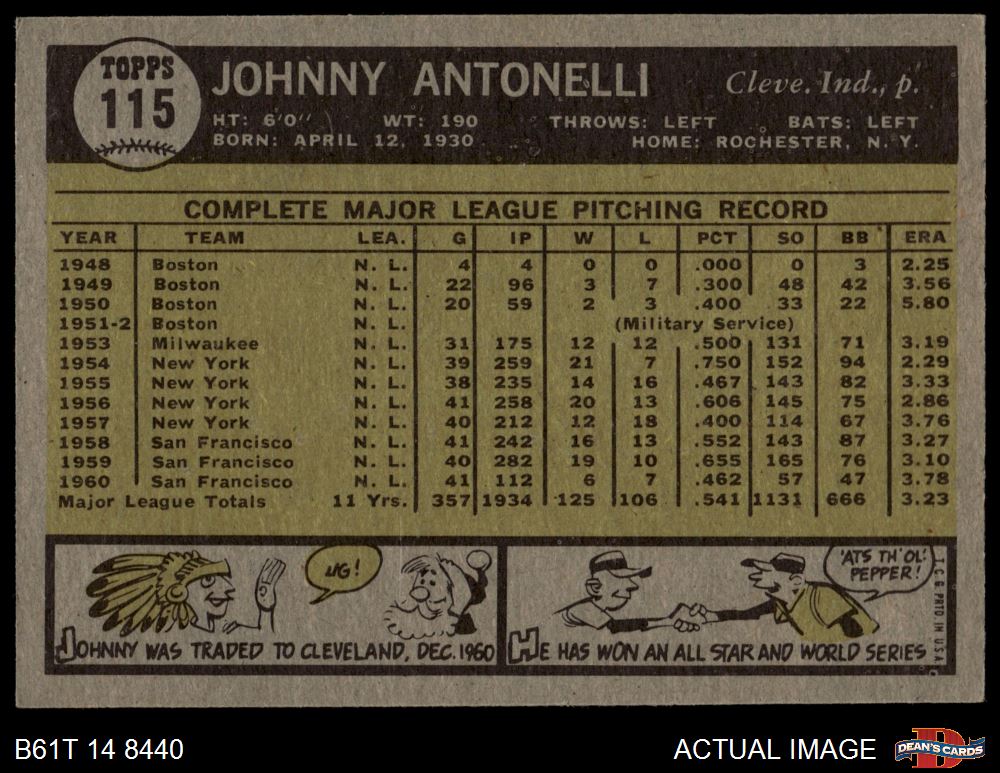 TOPPS
115
JOHNNY ANTONELLI Cleve. Ind., p.
HT: 6'0" WT: 190 THROWS: LEFT BATS: LEFT
BORN: APRIL 12, 1930 HOME: ROCHESTER, N. Y.
COMPLETE MAJOR LEAGUE PITCHING RECORD
YEAR TEAM LEA. G IP W L PCT SO BB ERA
1948 Boston N. L. 4 4 0 0 .000 0 3 2.25
1949 Boston N. L. 22 96 3 7 .300 48 42 3.56
1950 Boston N. L. 20 59 2 3 .400 33 22 5.80
1951-2 Boston N. L. (Military Service)
1953 Milwaukee N. L. 31 175 12 12 .500 131 71 3.19
1954 New York N. L. 39 259 21 7 .750 152 94 2.29
1955 New York N. L. 38 235 14 16 .467 143 82 3.33
1956 New York N. L. 41 258 20 13 .606 145 75 2.86
1957 New York N. L. 40 212 12 18 .400 114 67 3.76
1958 San Francisco N. L. 41 242 16 13 .552 143 87 3.27
1959 San Francisco N. L. 40 282 19 10 .655 165 76 3.10
1960 San Francisco N. L. 41 112 6 7 .462 57 47 3.78
Major League Totals 11 Yrs. 357 1934 125 106 .541 1131 666 3.23
UG!
JOHNNY WAS TRADED TO CLEVELAND, DEC. 1960
'ATS TH' OL'
PEPPER!
HE HAS WON AN ALL STAR AND WORLD SERIES
T. C. G. PRTD IN U.S.A.
B61T 14 8440 ACTUAL IMAGE
DEAN'S CARDS